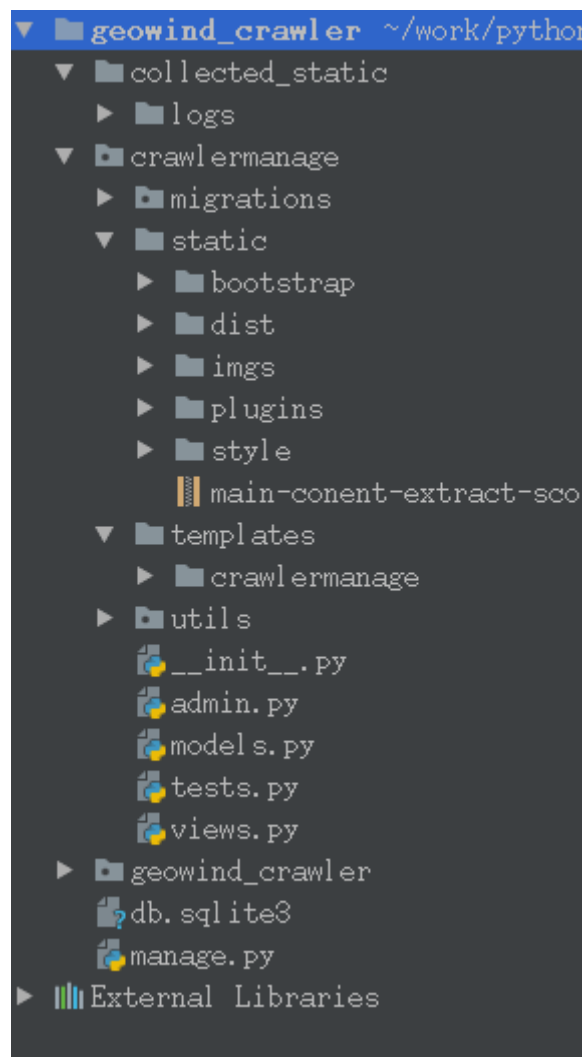 geowind_crawler ~/work/python
collected_static
logs
crawlermanage
migrations
static
bootstrap
dist
imgs
plugins
style
main-conent-extract-sco
templates
crawlermanage
utils
__init__.py
admin.py
models.py
tests.py
views.py
geowind_crawler
db.sqlite3
manage.py
External Libraries